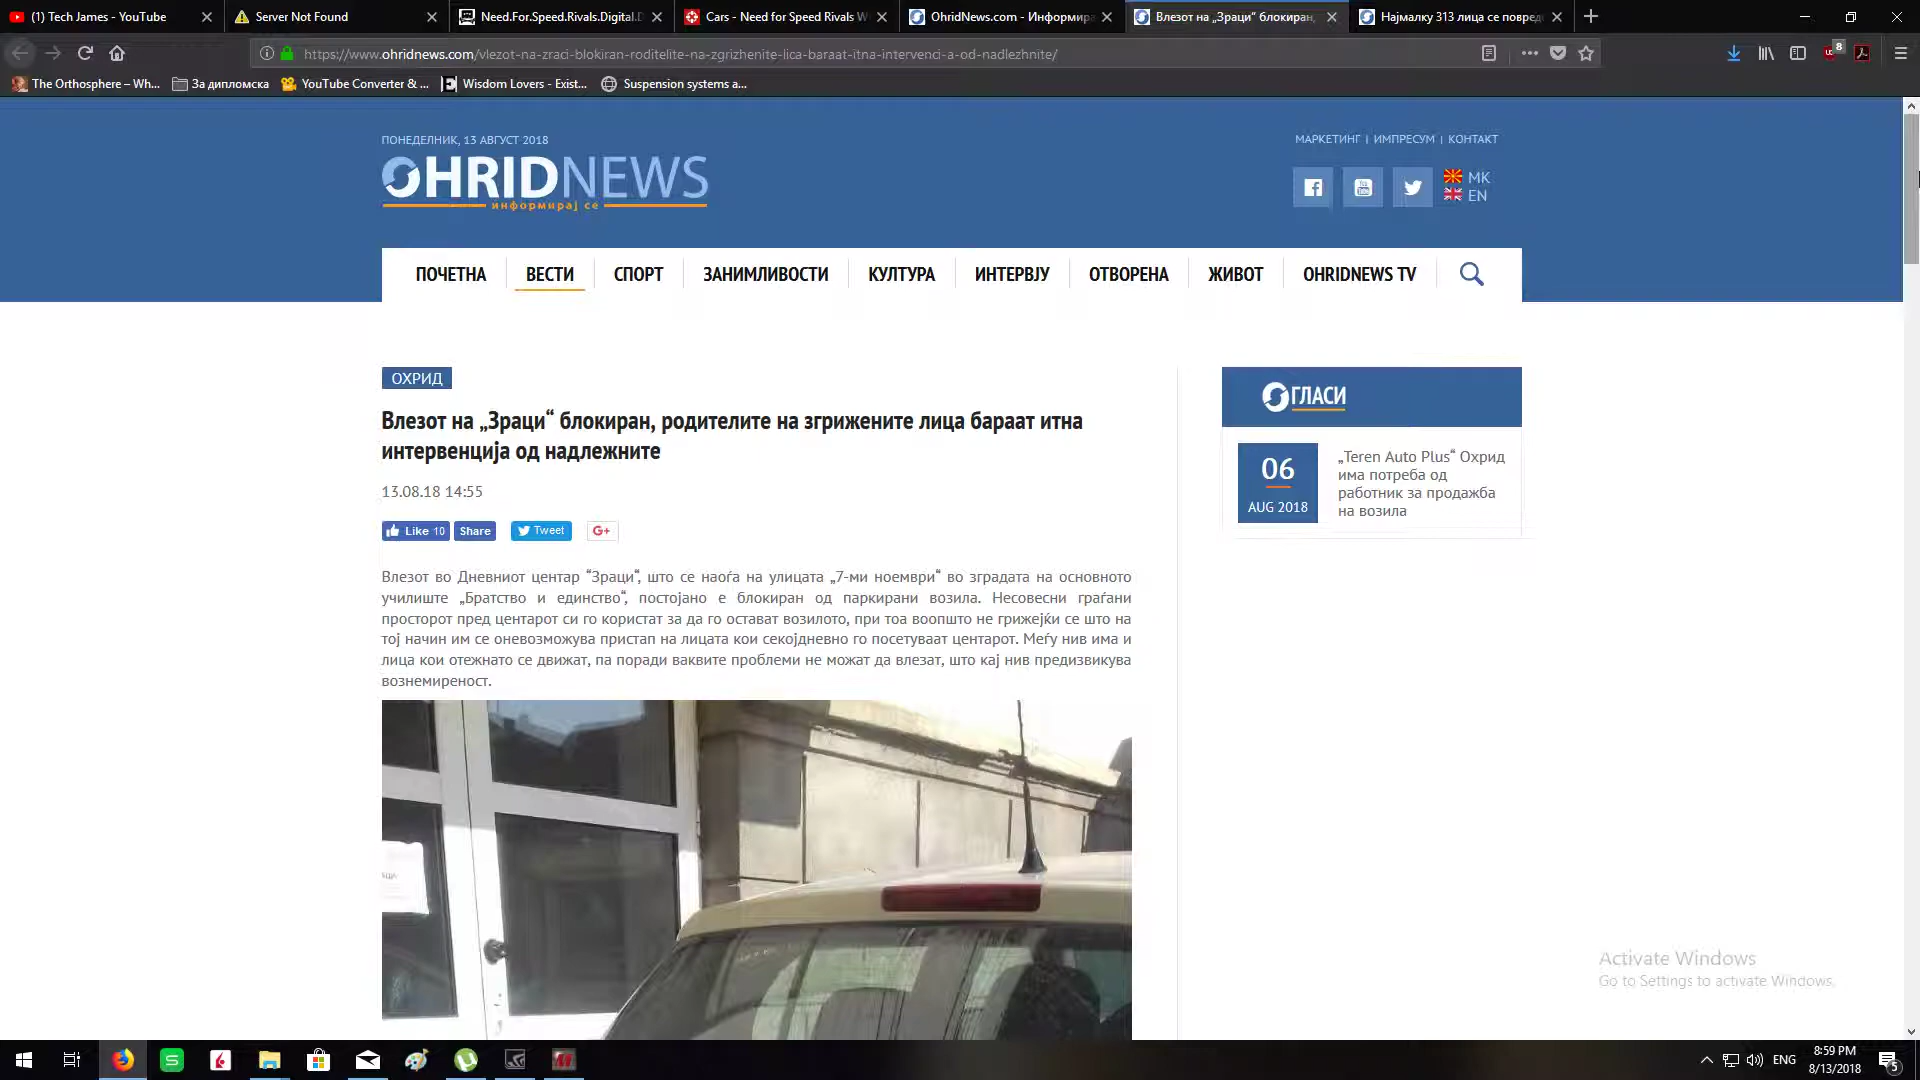 (1) Tech James - YouTube
Server Not Found
Need.For.Speed.Rivals.Digital.D
Cars - Need for Speed Rivals W
OhridNews.com - Информира
Влезот на „Зраци“ блокиран,
Најмалку 313 лица се повред
https://www.ohridnews.com/vlezot-na-zraci-blokiran-roditelite-na-zgrizhenite-lica-baraat-itna-intervenci-a-od-nadlezhnite/
8
The Orthosphere – Wh...
За дипломска
YouTube Converter & ...
Wisdom Lovers - Exist...
Suspension systems a...
ПОНЕДЕЛНИК, 13 АВГУСТ 2018
OHRIDNEWS
информирај се
МАРКЕТИНГ | ИМПРЕСУМ | КОНТАКТ
MK
EN
ПОЧЕТНА
ВЕСТИ
СПОРТ
ЗАНИМЛИВОСТИ
КУЛТУРА
ИНТЕРВЈУ
ОТВОРЕНА
ЖИВОТ
OHRIDNEWS TV
ОХРИД
Влезот на „Зраци“ блокиран, родителите на згрижените лица бараат итна
интервенција од надлежните
13.08.18 14:55
Like 10
Share
Tweet
G+
Влезот во Дневниот центар “Зраци“, што се наоѓа на улицата „7-ми ноември“ во зградата на основното
училиште „Братство и единство“, постојано е блокиран од паркирани возила. Несовесни граѓани
просторот пред центарот си го користат за да го остават возилото, при тоа воопшто не грижејќи се што на
тој начин им се оневозможува пристап на лицата кои секојдневно го посетуваат центарот. Меѓу нив има и
лица кои отежнато се движат, па поради ваквите проблеми не можат да влезат, што кај нив предизвикува
вознемиреност.
ОГЛАСИ
06
AUG 2018
„Teren Auto Plus“ Охрид
има потреба од
работник за продажба
на возила
Activate Windows
Go to Settings to activate Windows.
ENG
8:59 PM
8/13/2018
5